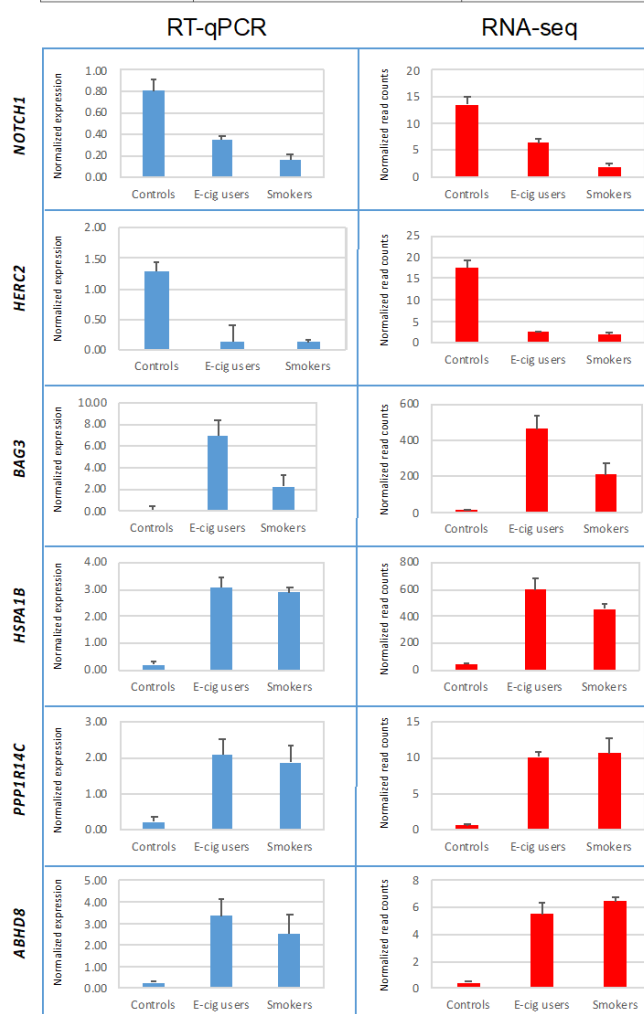 RT-qPCR RNA-seq
NOTCH1
Normalized expression
1.00
0.80
0.60
0.40
0.20
0.00
Controls E-cig users Smokers
Normalized read counts
20
15
10
5
0
Controls E-cig users Smokers
HERC2
Normalized expression
2.00
1.50
1.00
0.50
0.00
Controls E-cig users Smokers
Normalized read counts
25
20
15
10
5
0
Controls E-cig users Smokers
BAG3
Normalized expression
10.00
8.00
6.00
4.00
2.00
0.00
Controls E-cig users Smokers
Normalized read counts
600
400
200
0
Controls E-cig users Smokers
HSPA1B
Normalized expression
4.00
3.00
2.00
1.00
0.00
Controls E-cig users Smokers
Normalized read counts
800
600
400
200
0
Controls E-cig users Smokers
PPP1R14C
Normalized expression
3.00
2.00
1.00
0.00
Controls E-cig users Smokers
Normalized read counts
15
10
5
0
Controls E-cig users Smokers
ABHD8
Normalized expression
5.00
4.00
3.00
2.00
1.00
0.00
Controls E-cig users Smokers
Normalized read counts
8
6
4
2
0
Controls E-cig users Smokers